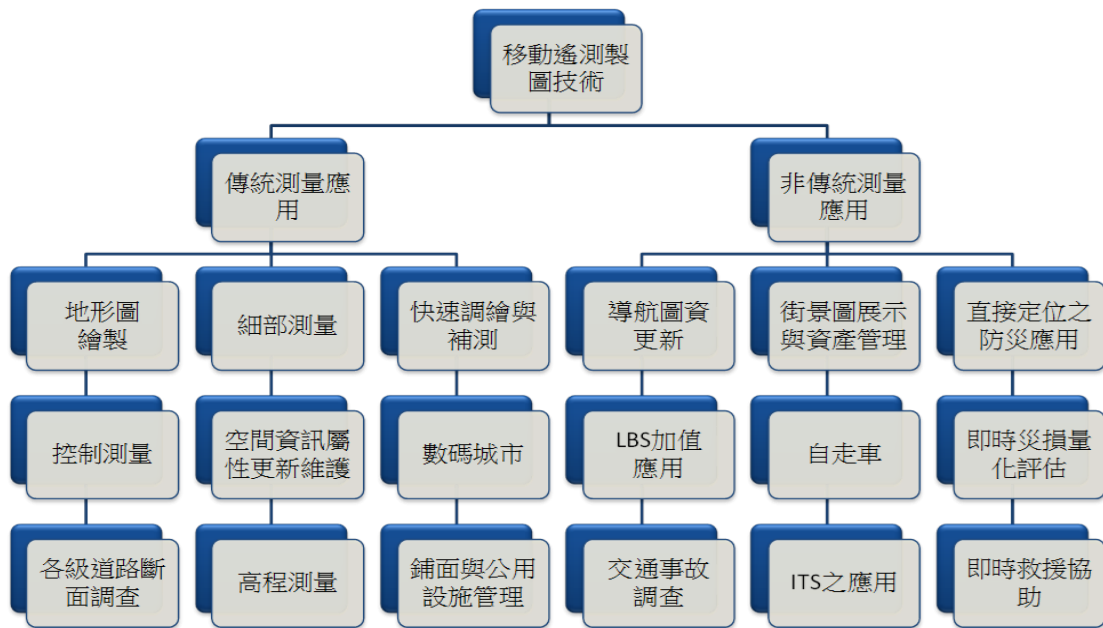 移動遙測製
圖技術
傳統測量應
用
非傳統測量
應用
地形圖
繪製
細部測量
快速調繪與
補測
導航圖資
更新
街景圖展示
與資產管理
直接定位之
防災應用
控制測量
空間資訊屬
性更新維護
數碼城市
LBS加值
應用
自走車
即時災損量
化評估
各級道路斷
面調查
高程測量
鋪面與公用
設施管理
交通事故
調查
ITS之應用
即時救援協
助